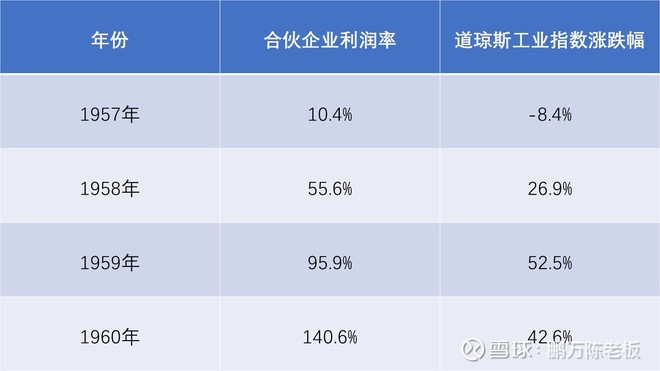 年份 合伙企业利润率 道琼斯工业指数涨跌幅
1957年 10.4% -8.4%
1958年 55.6% 26.9%
1959年 95.9% 52.5%
1960年 140.6% 42.6%
雪球：鹏万陈老板